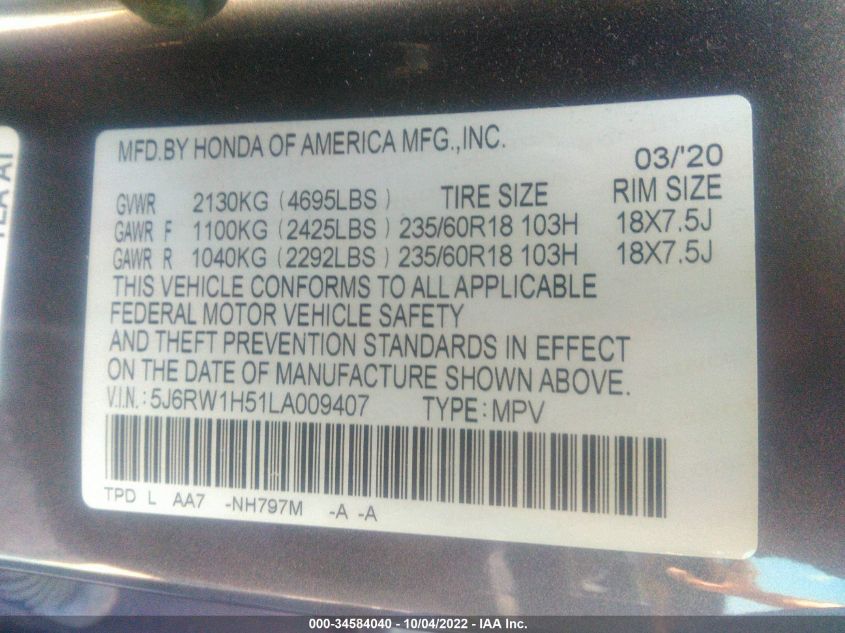 MFD.BY HONDA OF AMERICA MFG.,INC.
03/'20
GVWR 2130KG (4695LBS) TIRE SIZE RIM SIZE
GAWR F 1100KG (2425LBS) 235/60R18 103H 18X7.5J
GAWR R 1040KG (2292LBS) 235/60R18 103H 18X7.5J
THIS VEHICLE CONFORMS TO ALL APPLICABLE
FEDERAL MOTOR VEHICLE SAFETY
AND THEFT PREVENTION STANDARDS IN EFFECT
ON THE DATE OF MANUFACTURE SHOWN ABOVE.
V.I.N.: 5J6RW1H51LA009407 TYPE: MPV
TPD L AA7 -NH797M -A -A
000-34584040 - 10/04/2022 - IAA Inc.